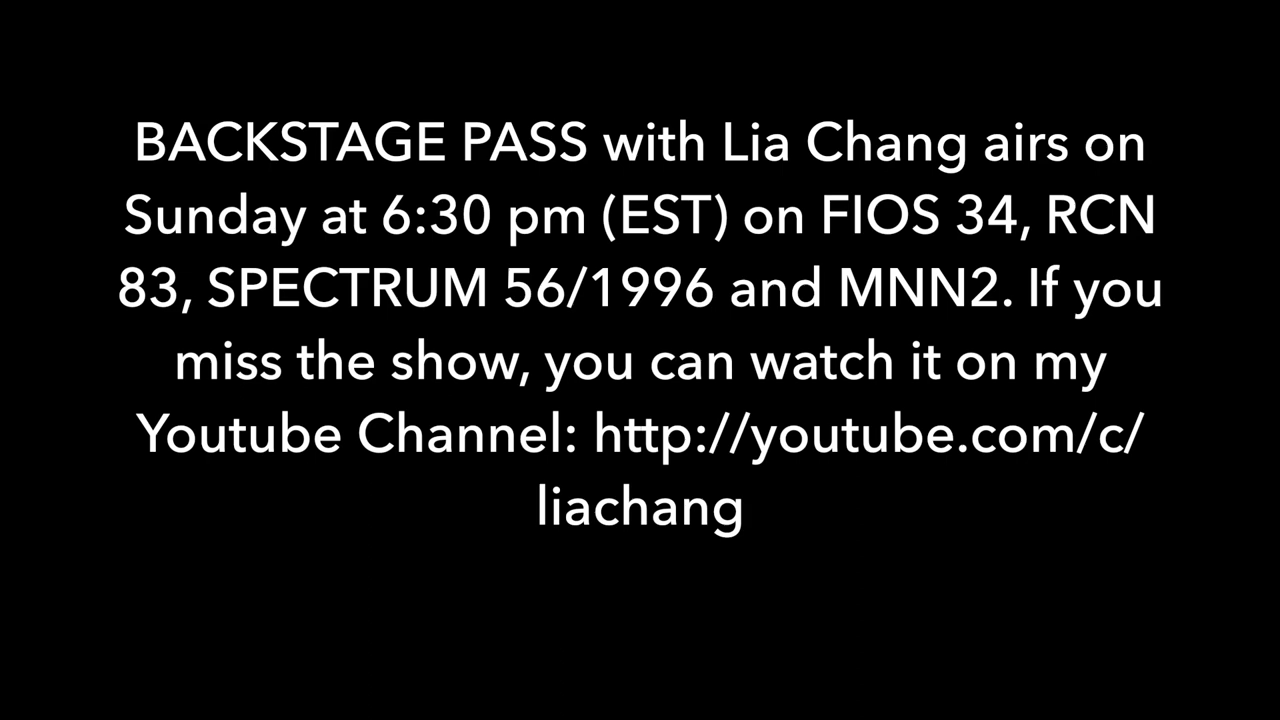 BACKSTAGE PASS with Lia Chang airs on
Sunday at 6:30 pm (EST) on FIOS 34, RCN
83, SPECTRUM 56/1996 and MNN2. If you
miss the show, you can watch it on my
Youtube Channel: http://youtube.com/c/
liachang